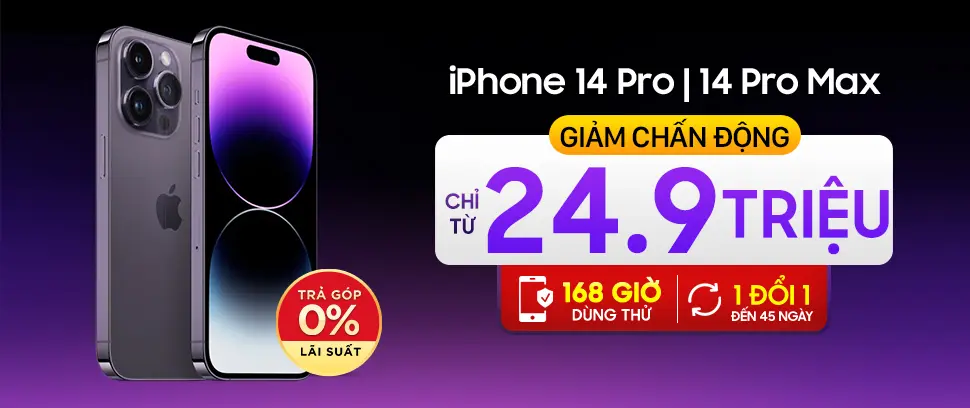 iPhone 14 Pro | 14 Pro Max
GIẢM CHẤN ĐỘNG
CHỈ TỪ 24.9 TRIỆU
168 GIỜ
DÙNG THỬ
1 ĐỔI 1
ĐẾN 45 NGÀY
TRẢ GÓP
0%
LÃI SUẤT